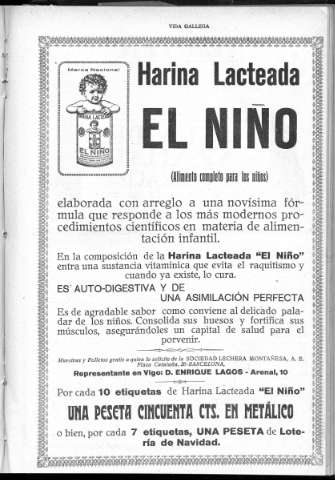 VIDA GALLEGA
Marca Nacional
HARINA LACTEADA
EL NIÑO
Harina Lacteada
EL NIÑO
(Alimento completo para los niños)
elaborada con arreglo a una novísima fór-
mula que responde a los más modernos pro-
cedimientos científicos en materia de alimen-
tación infantil.
En la composición de la Harina Lacteada "El Niño"
entra una sustancia vitamínica que evita el raquitismo y
cuando ya existe, lo cura.
ES AUTO-DIGESTIVA Y DE
UNA ASIMILACIÓN PERFECTA
Es de agradable sabor como conviene al delicado pala-
dar de los niños. Consolida sus huesos y fortifica sus
músculos, asegurándoles un capital de salud para el
porvenir.
Muestras y Folletos gratis a quien lo solicite de la SOCIEDAD LECHERA MONTAÑESA, A. E.
Plaza Cataluña, 20-BARCELONA.
Representante en Vigo: D. ENRIQUE LAGOS - Arenal, 10
Por cada 10 etiquetas de Harina Lacteada "El Niño"
UNA PESETA CINCUENTA CTS. EN METÁLICO
o bien, por cada 7 etiquetas, UNA PESETA de Lote-
ría de Navidad.